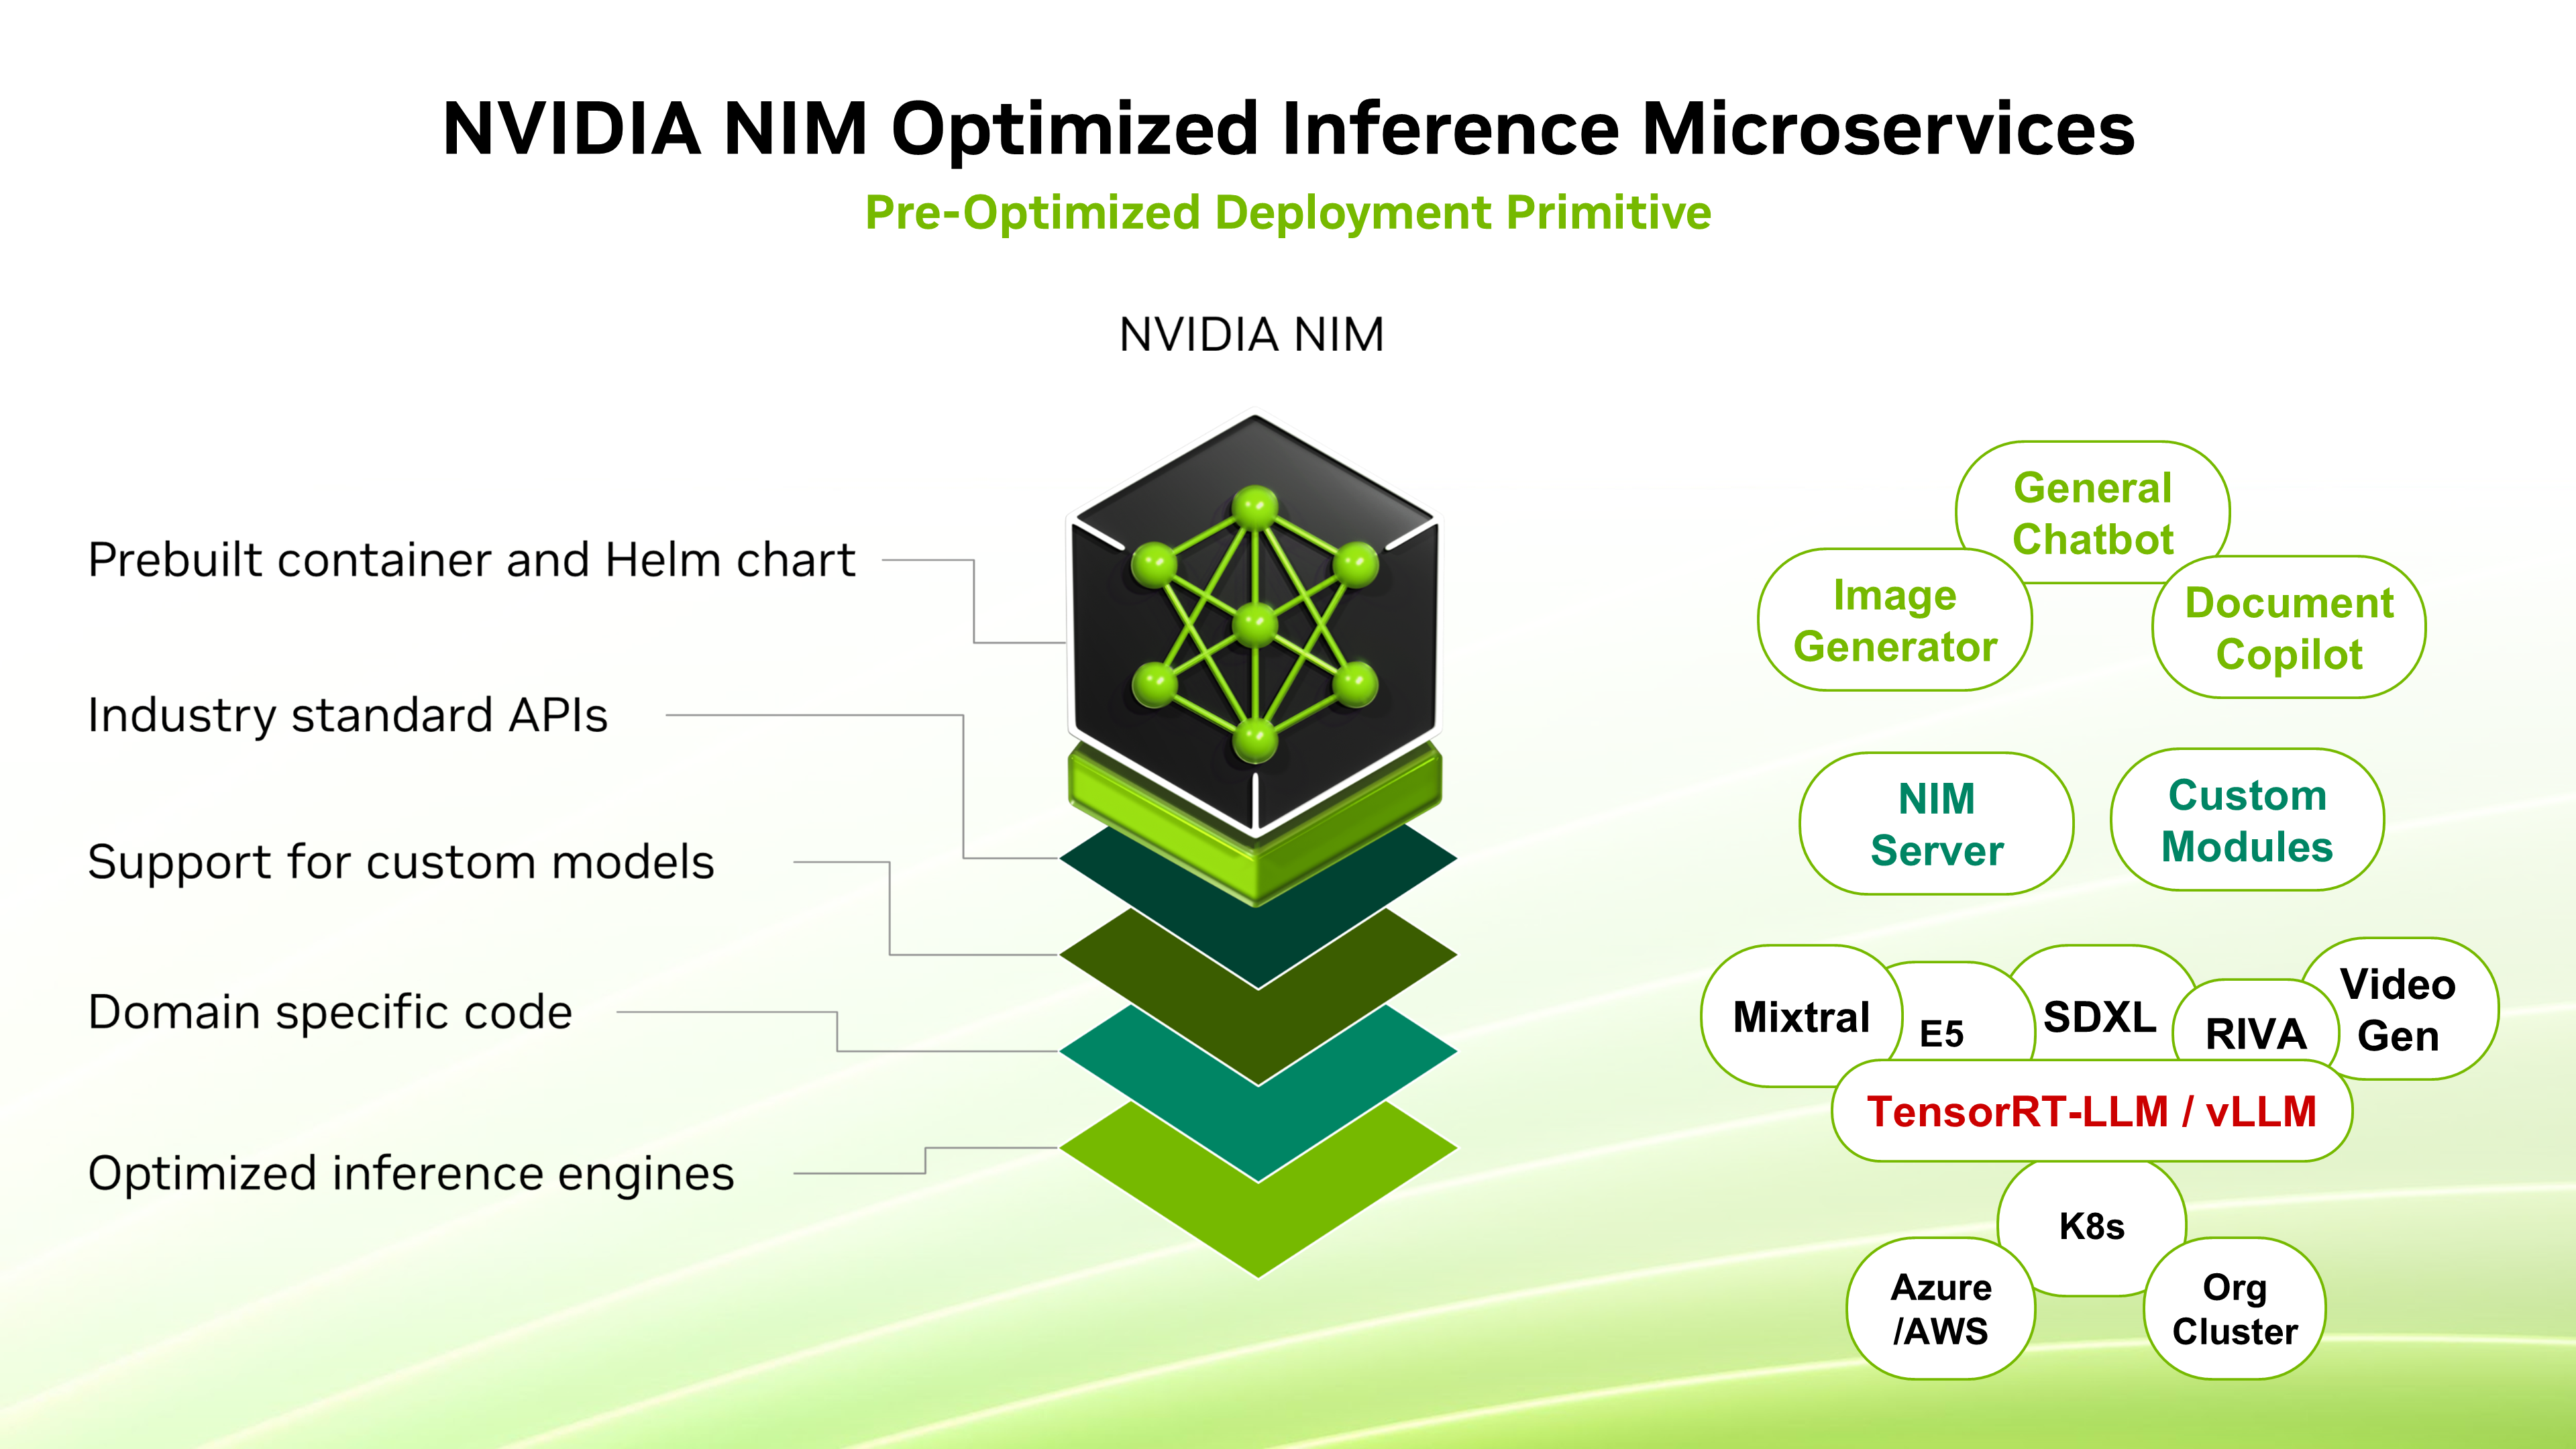 NVIDIA NIM Optimized Inference Microservices
Pre-Optimized Deployment Primitive
NVIDIA NIM
Prebuilt container and Helm chart
Industry standard APIs
Support for custom models
Domain specific code
Optimized inference engines
General
Chatbot
Image
Generator
Document
Copilot
NIM
Server
Custom
Modules
Mixtral
E5
SDXL
RIVA
Video
Gen
TensorRT-LLM / vLLM
K8s
Azure
/AWS
Org
Cluster